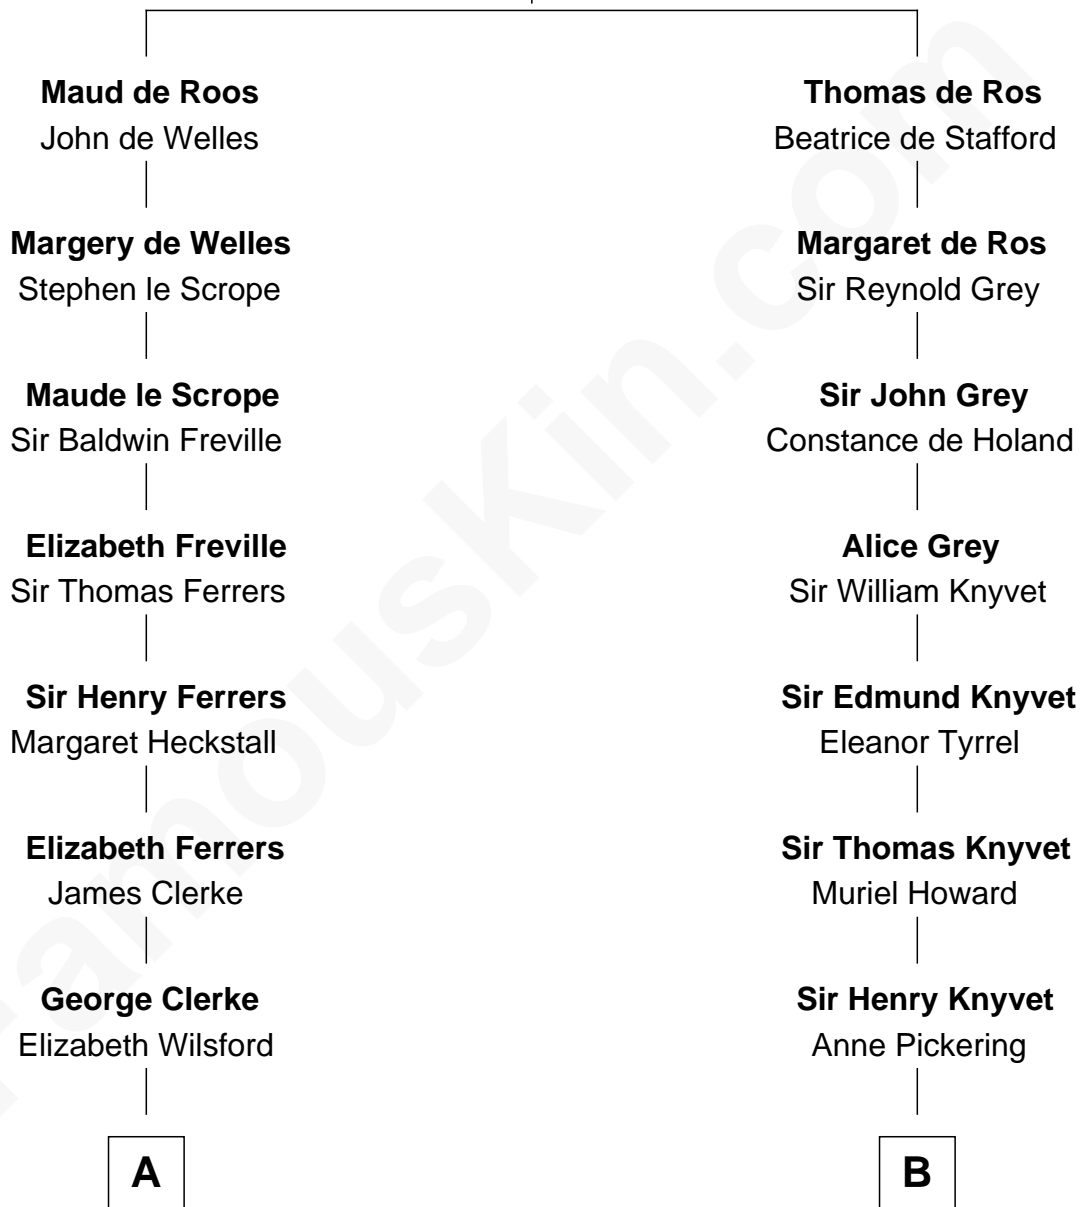 Maud de Roos
John de Welles
Margery de Welles
Stephen le Scrope
Maude le Scrope
Sir Baldwin Freville
Elizabeth Freville
Sir Thomas Ferrers
Sir Henry Ferrers
Margaret Heckstall
Elizabeth Ferrers
James Clerke
George Clerke
Elizabeth Wilsford
A
Thomas de Ros
Beatrice de Stafford
Margaret de Ros
Sir Reynold Grey
Sir John Grey
Constance de Holand
Alice Grey
Sir William Knyvet
Sir Edmund Knyvet
Eleanor Tyrrel
Sir Thomas Knyvet
Muriel Howard
Sir Henry Knyvet
Anne Pickering
B
FamousKin.com